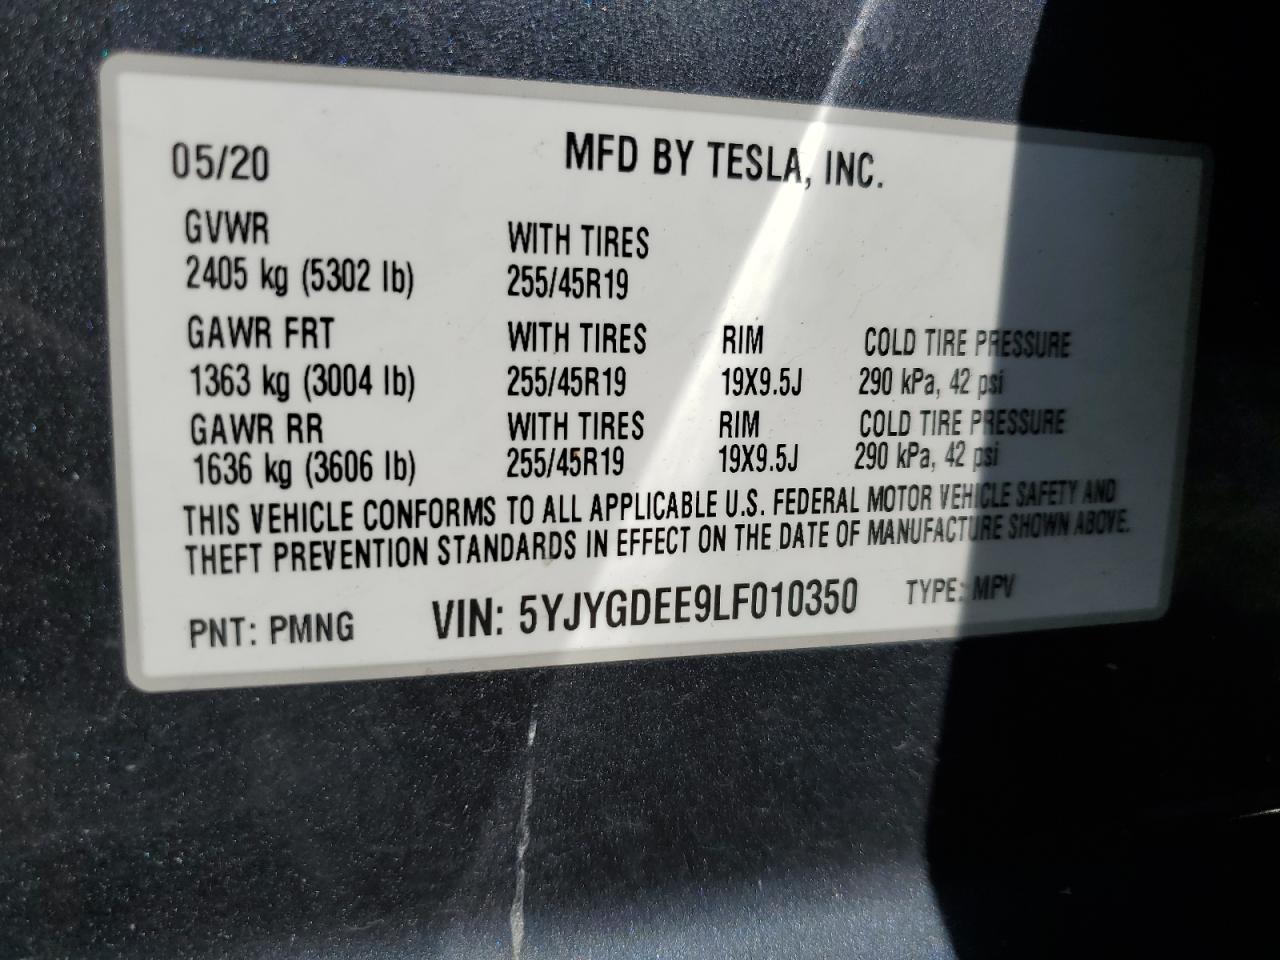 05/20 MFD BY TESLA, INC.
GVWR WITH TIRES
2405 kg (5302 lb) 255/45R19
GAWR FRT WITH TIRES RIM COLD TIRE PRESSURE
1363 kg (3004 lb) 255/45R19 19X9.5J 290 kPa, 42 psi
GAWR RR WITH TIRES RIM COLD TIRE PRESSURE
1636 kg (3606 lb) 255/45R19 19X9.5J 290 kPa, 42 psi
THIS VEHICLE CONFORMS TO ALL APPLICABLE U.S. FEDERAL MOTOR VEHICLE SAFETY AND
THEFT PREVENTION STANDARDS IN EFFECT ON THE DATE OF MANUFACTURE SHOWN ABOVE.
PNT: PMNG VIN: 5YJYGDEE9LF010350 TYPE: MPV